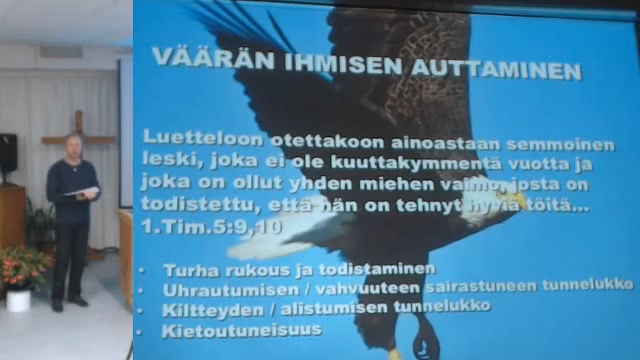 VÄÄRÄN IHMISEN AUTTAMINEN
Luetteloon otettakoon ainoastaan semmoinen
leski, joka ei ole kuuttakymmentä vuotta ja
joka on ollut yhden miehen vaimo, josta on
todistettu, että hän on tehnyt hyviä töitä...
1.Tim.5:9,10
• Turha rukous ja todistaminen
• Uhrautumisen / vahvuuteen sairastuneen tunnelukko
• Kiltteyden / alistumisen tunnelukko
• Kietoutuneisuus